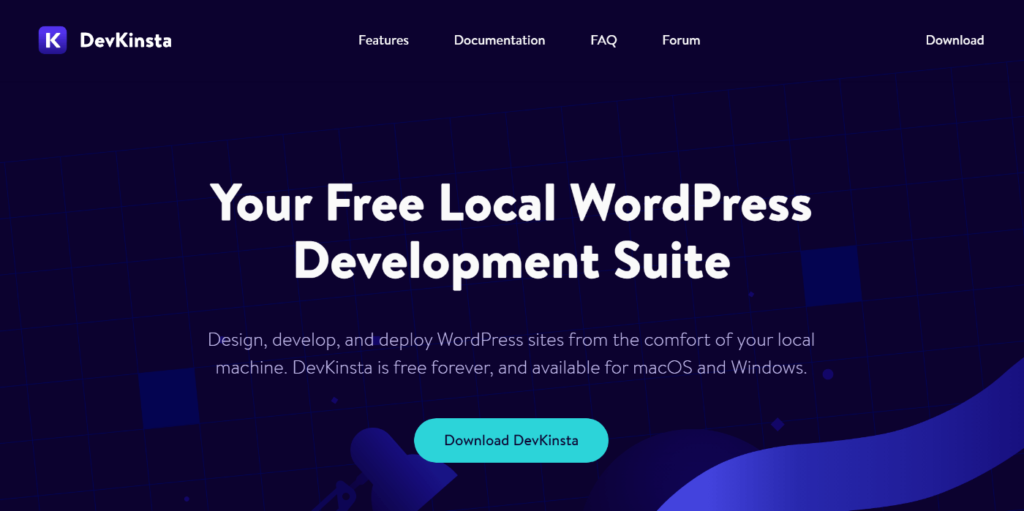 K DevKinsta
Features Documentation FAQ Forum Download
Your Free Local WordPress
Development Suite
Design, develop, and deploy WordPress sites from the comfort of your local
machine. DevKinsta is free forever, and available for macOS and Windows.
Download DevKinsta